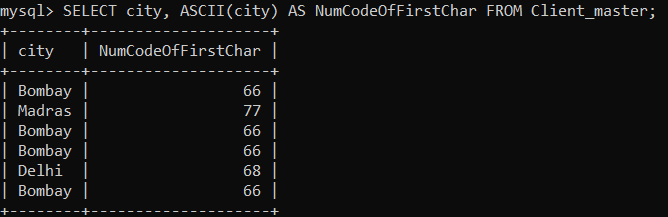 mysql> SELECT city, ASCII(city) AS NumCodeOfFirstChar FROM Client_master;
+--------+--------------------+
| city   | NumCodeOfFirstChar |
+--------+--------------------+
| Bombay |                 66 |
| Madras |                 77 |
| Bombay |                 66 |
| Bombay |                 66 |
| Delhi  |                 68 |
| Bombay |                 66 |
+--------+--------------------+